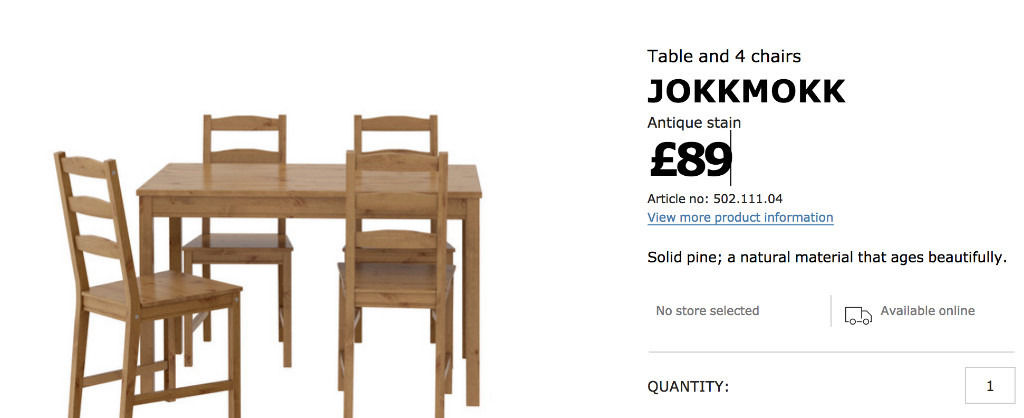 Table and 4 chairs
JOKKMOKK
Antique stain
£89
Article no: 502.111.04
View more product information
Solid pine; a natural material that ages beautifully.
No store selected
Available online
QUANTITY:
1